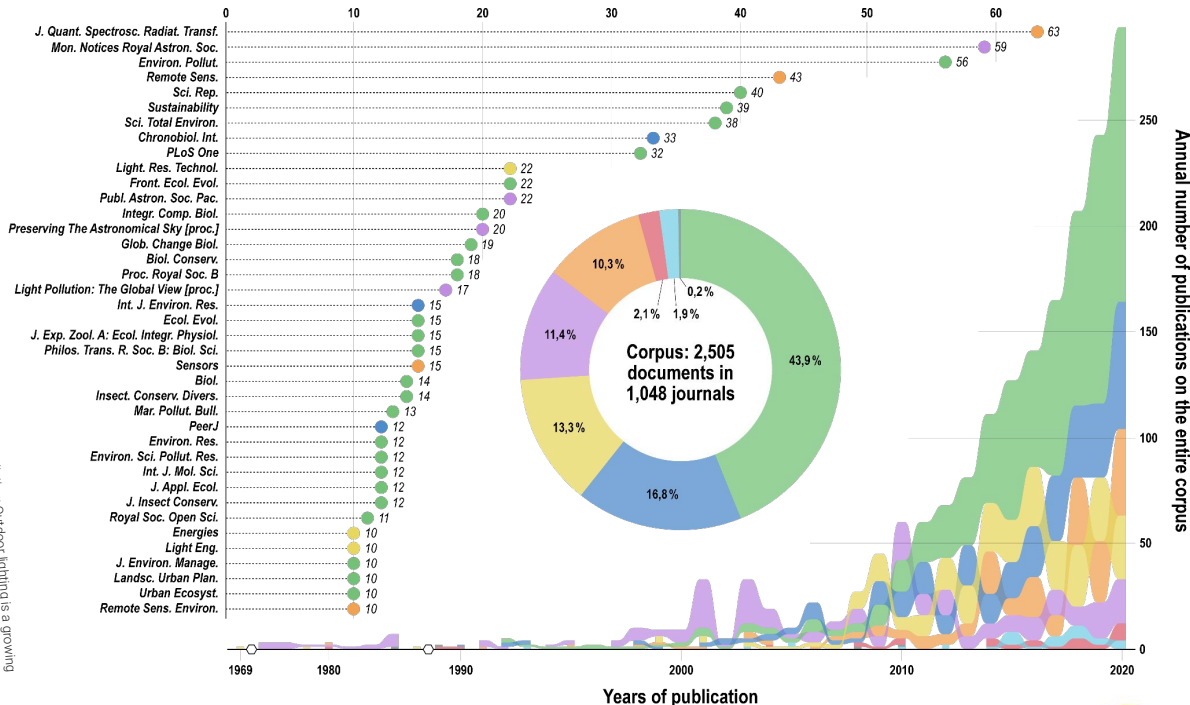 0 10 20 30 40 50 60
J. Quant. Spectrosc. Radiat. Transf. 63
Mon. Notices Royal Astron. Soc. 59
Environ. Pollut. 56
Remote Sens. 43
Sci. Rep. 40
Sustainability 39
Sci. Total Environ. 38
Chronobiol. Int. 33
PLoS One 32
Light. Res. Technol. 22
Front. Ecol. Evol. 22
Publ. Astron. Soc. Pac. 22
Integr. Comp. Biol. 20
Preserving The Astronomical Sky [proc.] 20
Glob. Change Biol. 19
Biol. Conserv. 18
Proc. Royal Soc. B 18
Light Pollution: The Global View [proc.] 17
Int. J. Environ. Res. 15
Ecol. Evol. 15
J. Exp. Zool. A: Ecol. Integr. Physiol. 15
Philos. Trans. R. Soc. B: Biol. Sci. 15
Sensors 15
Biol. 14
Insect. Conserv. Divers. 14
Mar. Pollut. Bull. 13
PeerJ 12
Environ. Res. 12
Environ. Sci. Pollut. Res. 12
Int. J. Mol. Sci. 12
J. Appl. Ecol. 12
J. Insect Conserv. 12
Royal Soc. Open Sci. 11
Energies 10
Light Eng. 10
J. Environ. Manage. 10
Landsc. Urban Plan. 10
Urban Ecosyst. 10
Remote Sens. Environ. 10
10,3 %
2,1 %
1,9 %
0,2 %
11,4 %
43,9 %
13,3 %
16,8 %
Corpus: 2,505
documents in
1,048 journals
250
200
150
100
50
0
Annual number of publications on the entire corpus
1969 1980 1990 2000 2010 2020
Years of publication
Outdoor lighting is a growing